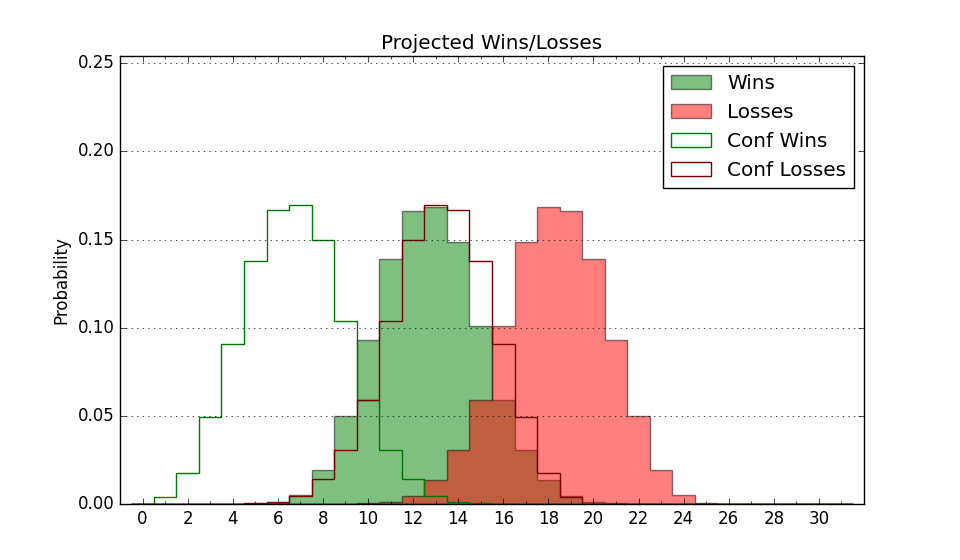 Projected Wins/Losses
0.25
0.20
0.15
0.10
0.05
0.00
Probability
Wins
Losses
Conf Wins
Conf Losses
0 2 4 6 8 10 12 14 16 18 20 22 24 26 28 30